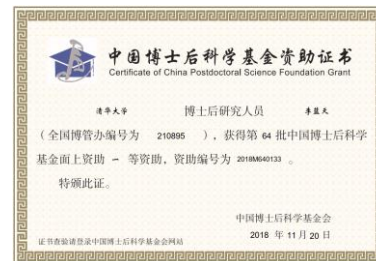 中国博士后科学基金资助证书
Certificate of China Postdoctoral Science Foundation Grant
清华大学 博士后研究人员 李蓝天
（全国博管办编号为 210895 ），获得第 64 批中国博士后科学
基金面上资助 一 等资助，资助编号为 2018M640133 。
特颁此证。
中国博士后科学基金会
2018 年 11 月 20 日
证书查验请登录中国博士后科学基金会网站